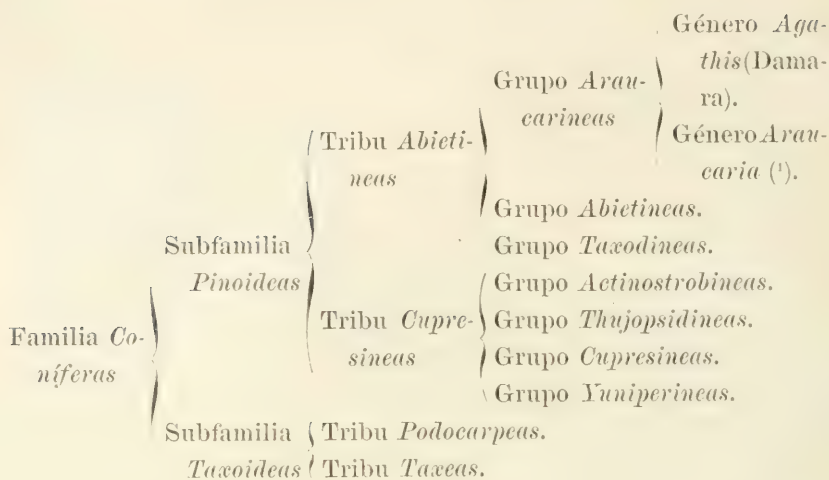 Género Aga-
this(Dama-
ra).
Grupo Arau-
carineas
Género Arau-
caria (¹).
Tribu Abieti-
neas
Grupo Abietineas.
Subfamilia
Pinoideas
Grupo Taxodineas.
Grupo Actinostrobineas.
Tribu Cupre-
sineas
Grupo Thujopsidineas.
Grupo Cupresineas.
Grupo Yuniperineas.
Familia Co-
níferas
Subfamilia
Taxoideas
Tribu Podocarpeas.
Tribu Taxeas.